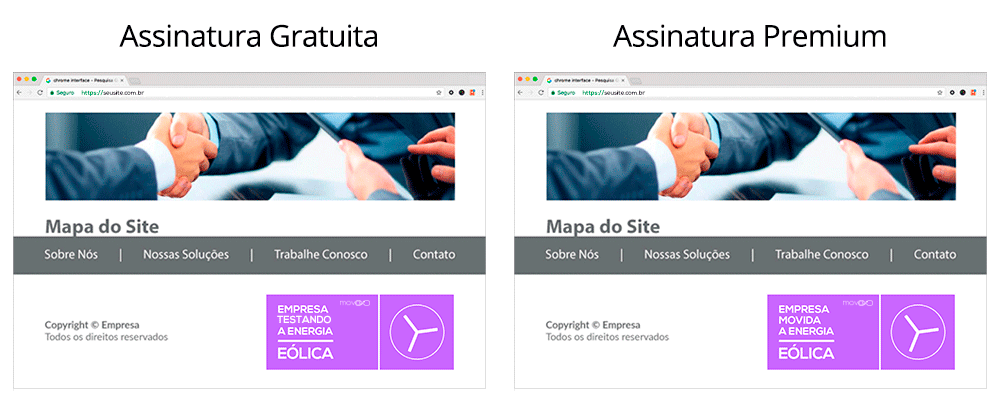 Assinatura Gratuita
chrome interface - Pesquisa G
Seguro https://seusite.com.br
Mapa do Site
Sobre Nós | Nossas Soluções | Trabalhe Conosco | Contato
Copyright © Empresa
Todos os direitos reservados
movGO
EMPRESA
TESTANDO
A ENERGIA
EÓLICA
Assinatura Premium
chrome interface - Pesquisa G
Seguro https://seusite.com.br
Mapa do Site
Sobre Nós | Nossas Soluções | Trabalhe Conosco | Contato
Copyright © Empresa
Todos os direitos reservados
movGO
EMPRESA
MOVIDA
A ENERGIA
EÓLICA